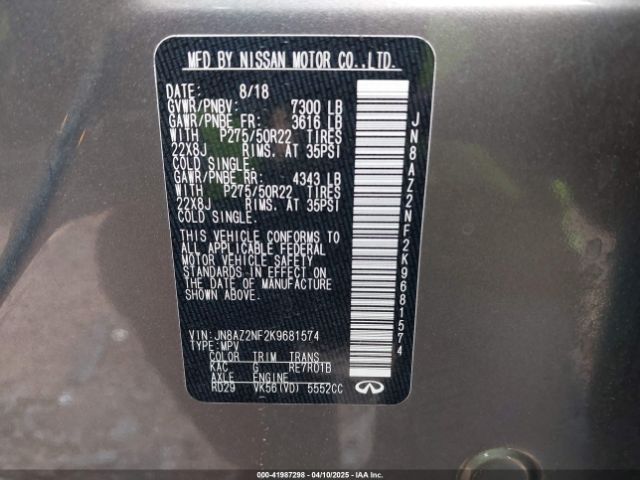 MFD BY NISSAN MOTOR CO.,LTD.
DATE: 8/18
GVWR/PNBV: 7300 LB
GAWR/PNBE FR: 3616 LB
WITH P275/50R22 TIRES
22X8J RIMS. AT 35PSI
COLD SINGLE.
GAWR/PNBE RR: 4343 LB
WITH P275/50R22 TIRES
22X8J RIMS. AT 35PSI
COLD SINGLE.
THIS VEHICLE CONFORMS TO
ALL APPLICABLE FEDERAL
MOTOR VEHICLE SAFETY
STANDARDS IN EFFECT ON
THE DATE OF MANUFACTURE
SHOWN ABOVE.
VIN: JN8AZ2NF2K9681574
TYPE: MPV
COLOR TRIM TRANS
KAC G RE7R01B
AXLE ENGINE
RD29 VK56(VD) 5552CC
JN8AZ2NF2K9681574
000-41987298 - 04/10/2025 - IAA Inc.